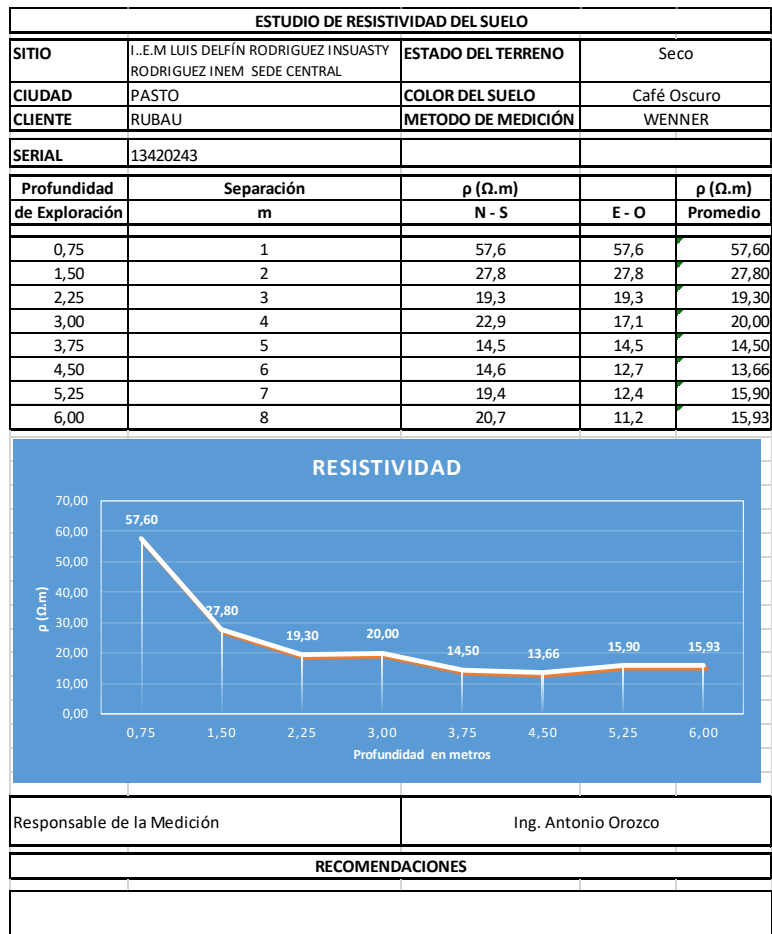 ESTUDIO DE RESISTIVIDAD DEL SUELO
SITIO I..E.M LUIS DELFÍN RODRIGUEZ INSUASTY RODRIGUEZ INEM SEDE CENTRAL ESTADO DEL TERRENO Seco
CIUDAD PASTO COLOR DEL SUELO Café Oscuro
CLIENTE RUBAU METODO DE MEDICIÓN WENNER
SERIAL 13420243
Profundidad Separación ρ (Ω.m) ρ (Ω.m)
de Exploración m N - S E - O Promedio
0,75 1 57,6 57,6 57,60
1,50 2 27,8 27,8 27,80
2,25 3 19,3 19,3 19,30
3,00 4 22,9 17,1 20,00
3,75 5 14,5 14,5 14,50
4,50 6 14,6 12,7 13,66
5,25 7 19,4 12,4 15,90
6,00 8 20,7 11,2 15,93
RESISTIVIDAD
ρ (Ω.m)
70,00
60,00
50,00
40,00
30,00
20,00
10,00
0,00
57,60 27,80 19,30 20,00 14,50 13,66 15,90 15,93
0,75 1,50 2,25 3,00 3,75 4,50 5,25 6,00
Profundidad en metros
Responsable de la Medición Ing. Antonio Orozco
RECOMENDACIONES